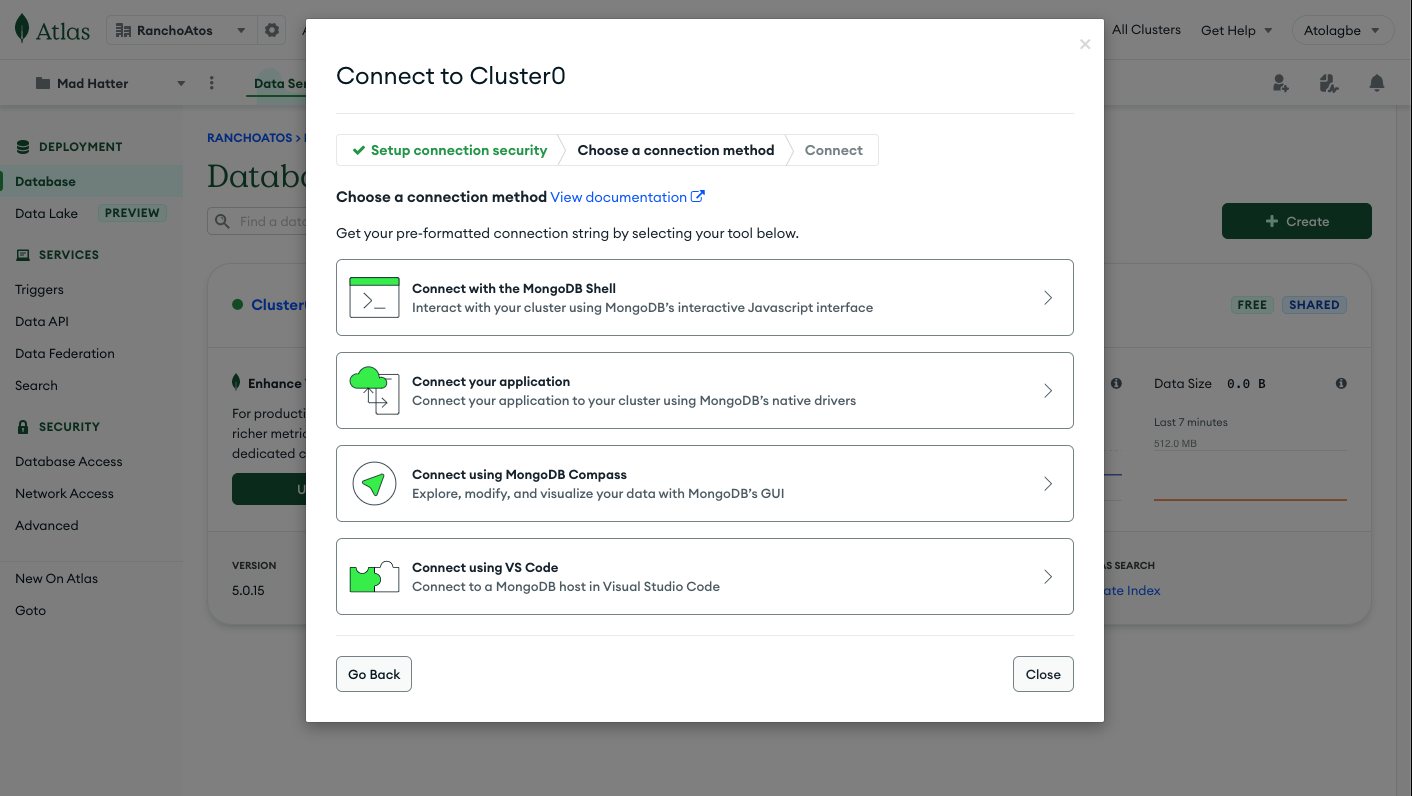 Atlas
RanchoAtos
All Clusters
Get Help
Atolagbe
Mad Hatter
Data Ser
DEPLOYMENT
Database
Data Lake
PREVIEW
SERVICES
Triggers
Data API
Data Federation
Search
SECURITY
Database Access
Network Access
Advanced
New On Atlas
Goto
RANCHOATOS >
Databa
Find a data
Create
Cluster
FREE
SHARED
Enhance
For producti
richer metric
dedicated c
U
VERSION
5.0.15
Data Size 0.0 B
Last 7 minutes
512.0 MB
AS SEARCH
ate Index
×
Connect to Cluster0
Setup connection security
Choose a connection method
Connect
Choose a connection method View documentation
Get your pre-formatted connection string by selecting your tool below.
Connect with the MongoDB Shell
Interact with your cluster using MongoDB’s interactive Javascript interface
Connect your application
Connect your application to your cluster using MongoDB’s native drivers
Connect using MongoDB Compass
Explore, modify, and visualize your data with MongoDB’s GUI
Connect using VS Code
Connect to a MongoDB host in Visual Studio Code
Go Back
Close